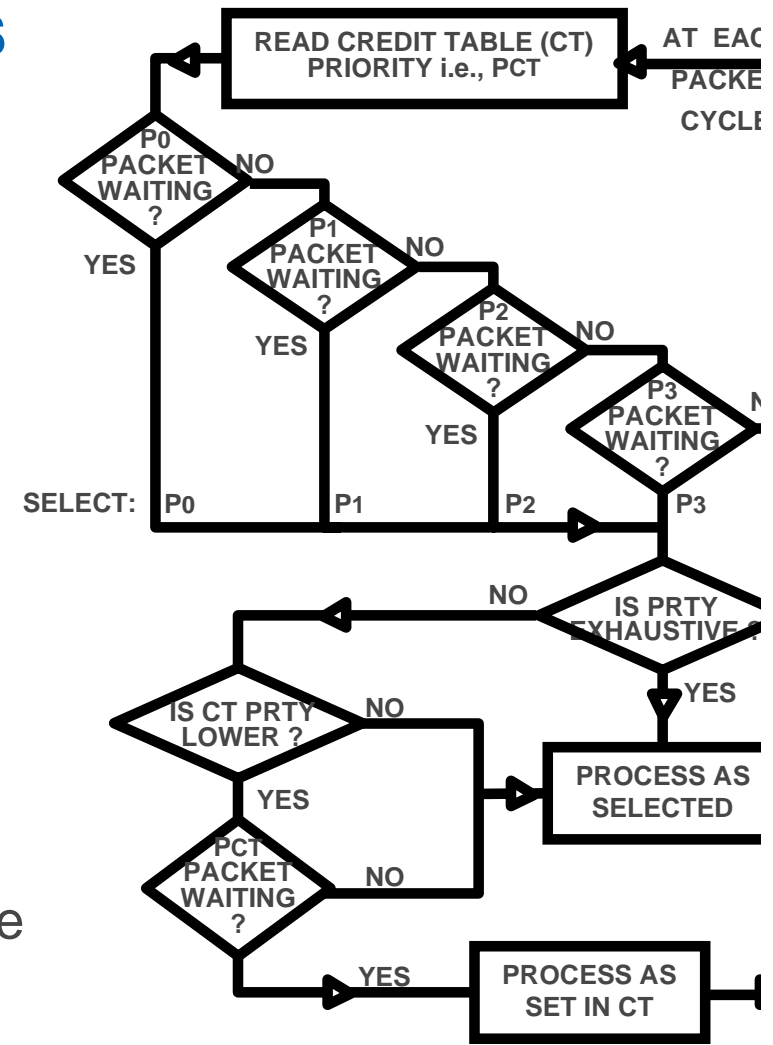 s
READ CREDIT TABLE (CT)
PRIORITY i.e., PCT
AT EAC
PACKE
CYCLE
P0
PACKET
WAITING
?
NO
YES
P1
PACKET
WAITING
?
NO
YES
P2
PACKET
WAITING
?
NO
YES
P3
PACKET
WAITING
?
N
SELECT:
P0
P1
P2
P3
IS PRTY
EXHAUSTIVE ?
NO
YES
IS CT PRTY
LOWER ?
NO
YES
PROCESS AS
SELECTED
PCT
PACKET
WAITING
?
NO
e
YES
PROCESS AS
SET IN CT